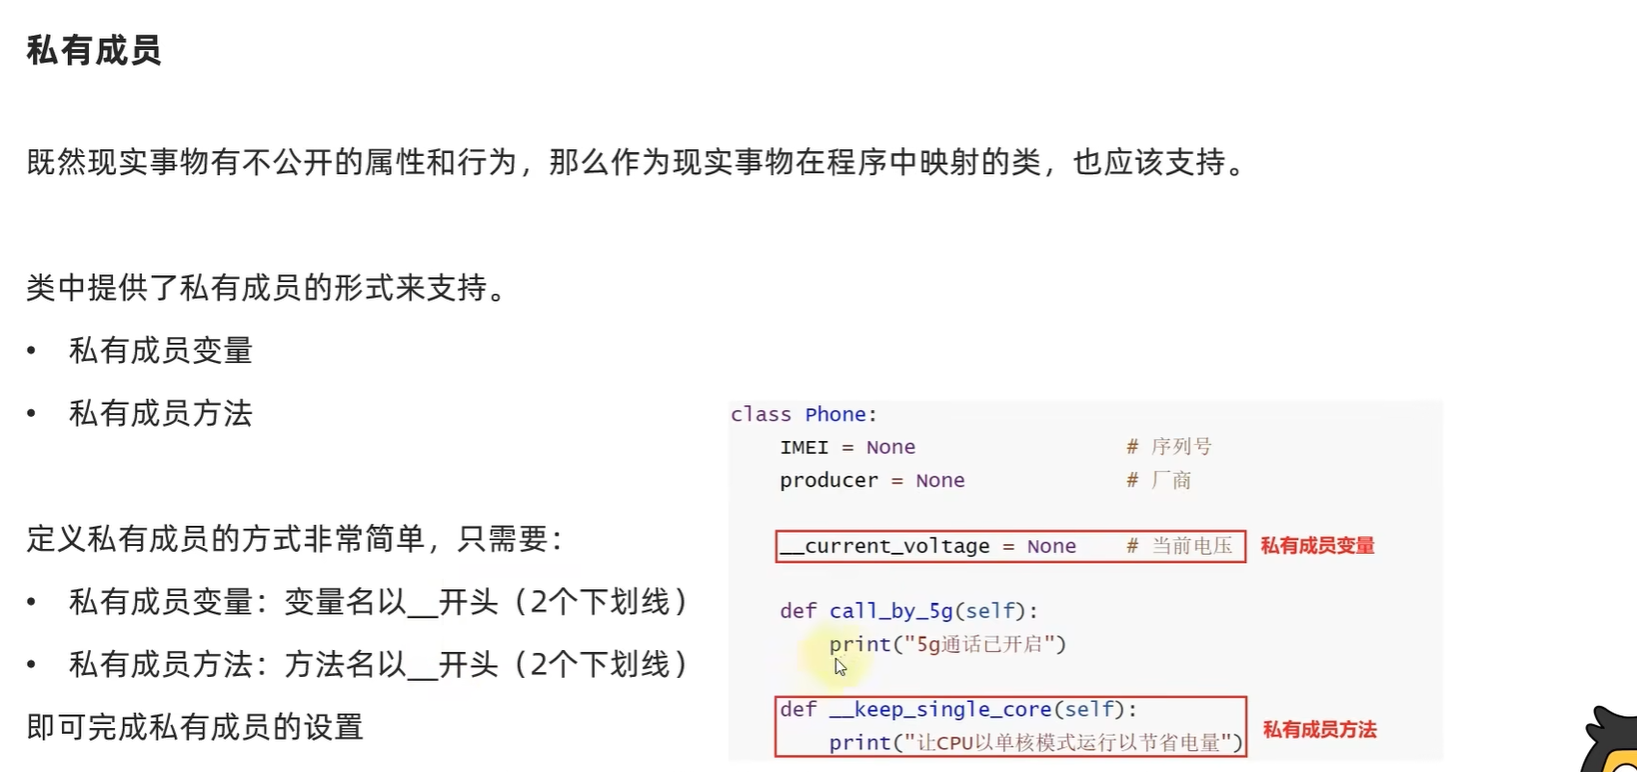 私有成员
既然现实事物有不公开的属性和行为，那么作为现实事物在程序中映射的类，也应该支持。
类中提供了私有成员的形式来支持。
• 私有成员变量
• 私有成员方法
定义私有成员的方式非常简单，只需要：
• 私有成员变量：变量名以__开头（2个下划线）
• 私有成员方法：方法名以__开头（2个下划线）
即可完成私有成员的设置
class Phone:
    IMEI = None                 # 序列号
    producer = None             # 厂商
    __current_voltage = None    # 当前电压 私有成员变量
    def call_by_5g(self):
        print("5g通话已开启")
    def __keep_single_core(self):
        print("让CPU以单核模式运行以节省电量")
私有成员方法